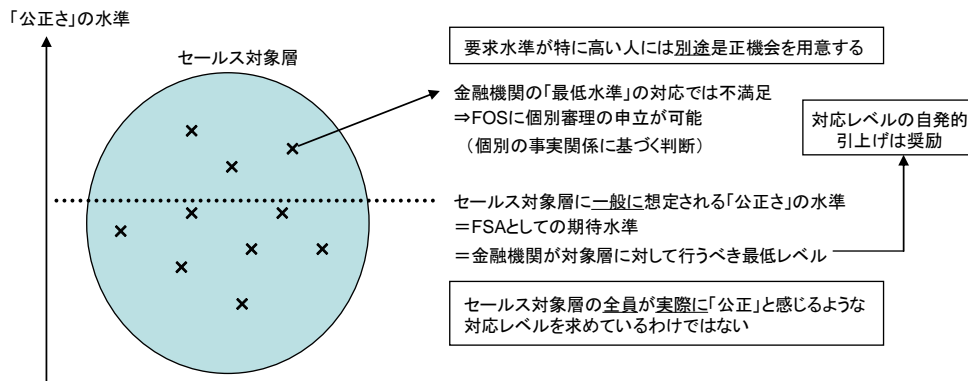 「公正さ」の水準
セールス対象層
要求水準が特に高い人には別途是正機会を用意する
金融機関の「最低水準」の対応では不満足
⇒FOSに個別審理の申立が可能
（個別の事実関係に基づく判断）
対応レベルの自発的
引上げは奨励
セールス対象層に一般に想定される「公正さ」の水準
＝FSAとしての期待水準
＝金融機関が対象層に対して行うべき最低レベル
セールス対象層の全員が実際に「公正」と感じるような
対応レベルを求めているわけではない